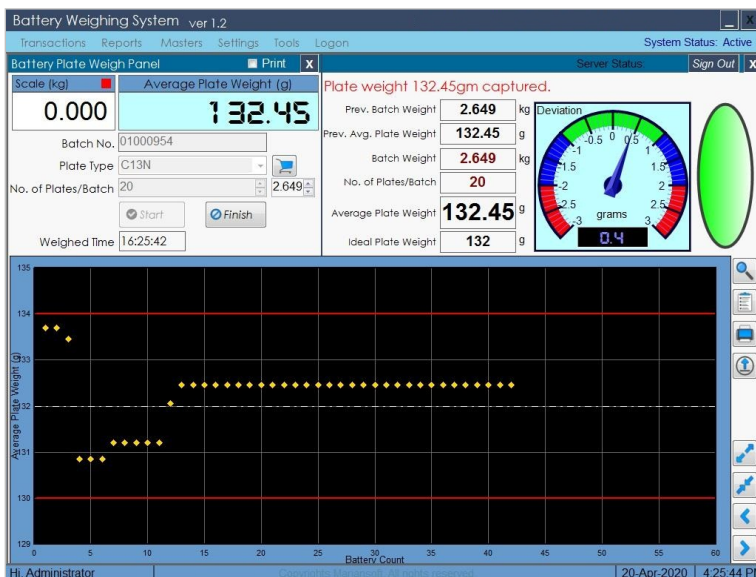 Battery Weighing System ver 1.2
Transactions Reports Masters Settings Tools Logon
System Status: Active
Battery Plate Weigh Panel
Print
X
Server Status:
Sign Out
X
Scale (kg)
Average Plate Weight (g)
0.000
132.45
Batch No. 01000954
Plate Type C13N
No. of Plates/Batch 20 2.649
Start
Finish
Weighed Time 16:25:42
Plate weight 132.45gm captured.
Prev. Batch Weight 2.649 kg
Prev. Avg. Plate Weight 132.45 g
Batch Weight 2.649 kg
No. of Plates/Batch 20
Average Plate Weight 132.45 g
Ideal Plate Weight 132 g
Deviation
-3 -2.5 -2 -1.5 -1 -0.5 0 0.5 1 1.5 2 2.5 3
grams
0.4
Average Plate Weight (g)
135
134
133
132
131
130
129
0 5 10 15 20 25 30 35 40 45 50 55 60
Battery Count
Hi, Administrator
20-Apr-2020
4:25:44